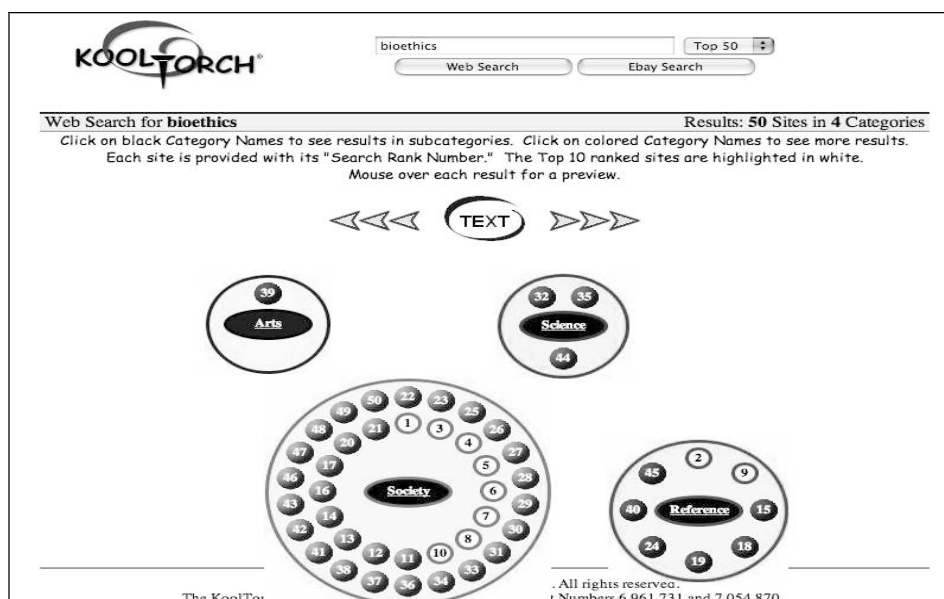 KOOLTORCH®
bioethics Top 50
Web Search Ebay Search
Web Search for bioethics Results: 50 Sites in 4 Categories
Click on black Category Names to see results in subcategories. Click on colored Category Names to see more results.
Each site is provided with its "Search Rank Number." The Top 10 ranked sites are highlighted in white.
Mouse over each result for a preview.
TEXT
39
Arts
32 35
Science
44
49 50 22 23 25
48 20 21 1 3 4 26
47 17 5 27
46 16 Society 6 28
43 14 7 29
42 13 12 11 10 8 30
41 38 37 36 34 33 31
2
45 9
40 Reference 15
24 19 18
. All rights reserved.
The KoolTor t Numbers 6,961,731 and 7,054,870